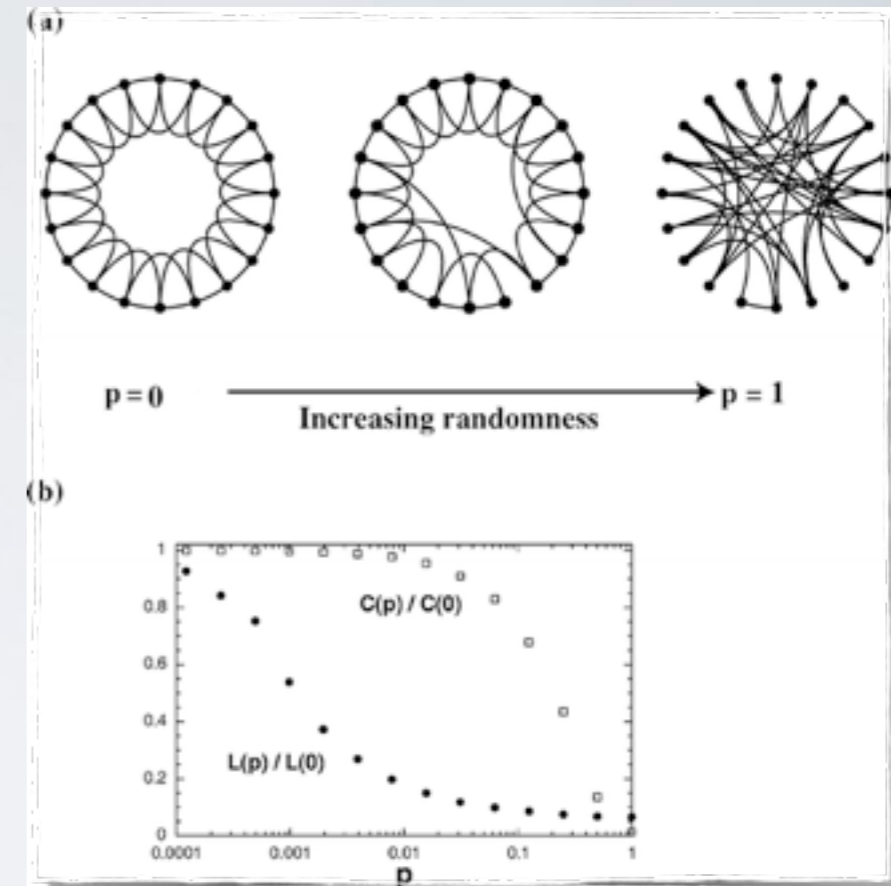 (a)
p = 0
p = 1
Increasing randomness
(b)
1
0.8
0.6
0.4
0.2
0
C(p) / C(0)
L(p) / L(0)
0.0001
0.001
0.01
0.1
1
p